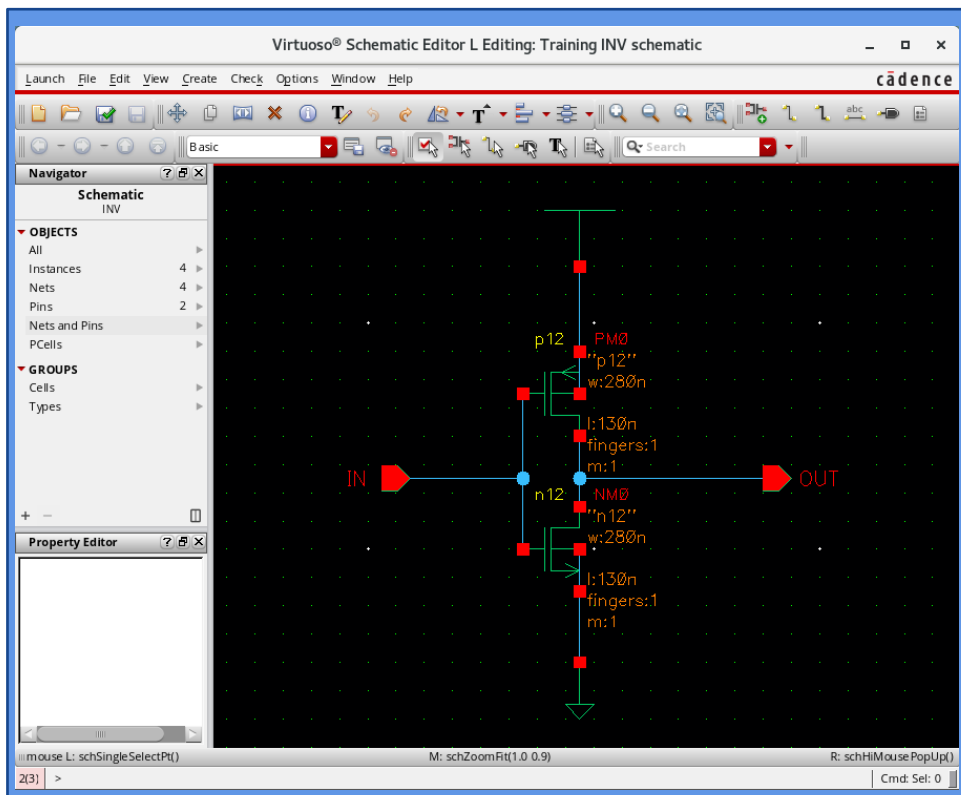 Virtuoso® Schematic Editor L Editing: Training INV schematic
Launch File Edit View Create Check Options Window Help
cādence
abc
Basic
Search
Navigator
Schematic
INV
OBJECTS
All
Instances 4
Nets 4
Pins 2
Nets and Pins
PCells
GROUPS
Cells
Types
Property Editor
p12 PM0
"p12"
w:280n
l:130n
fingers:1
m:1
IN
OUT
n12 NM0
"n12"
w:280n
l:130n
fingers:1
m:1
mouse L: schSingleSelectPt() M: schZoomFit(1.0 0.9) R: schHiMousePopUp()
2(3) > Cmd: Sel: 0